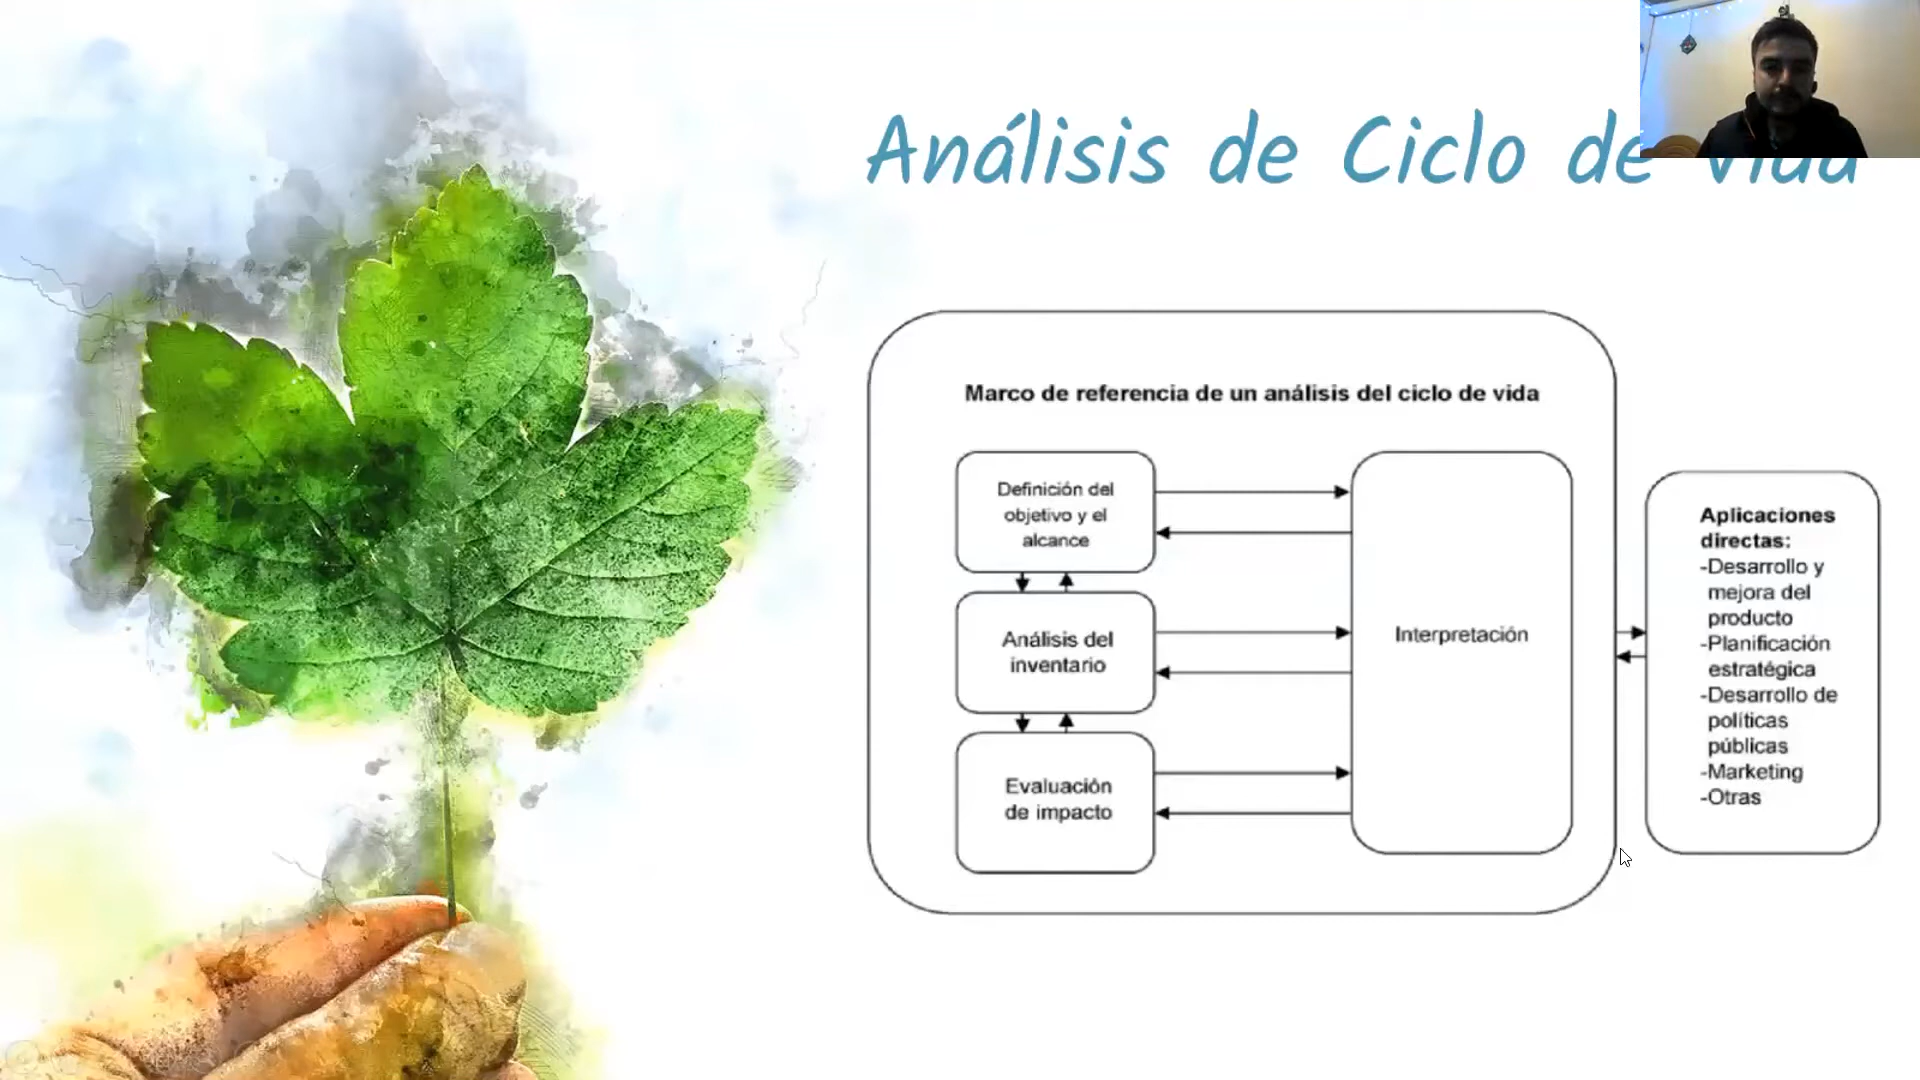 Análisis de Ciclo de Vida
Marco de referencia de un análisis del ciclo de vida
Definición del
objetivo y el
alcance
Análisis del
inventario
Evaluación
de impacto
Interpretación
Aplicaciones
directas:
-Desarrollo y
mejora del
producto
-Planificación
estratégica
-Desarrollo de
políticas
públicas
-Marketing
-Otras